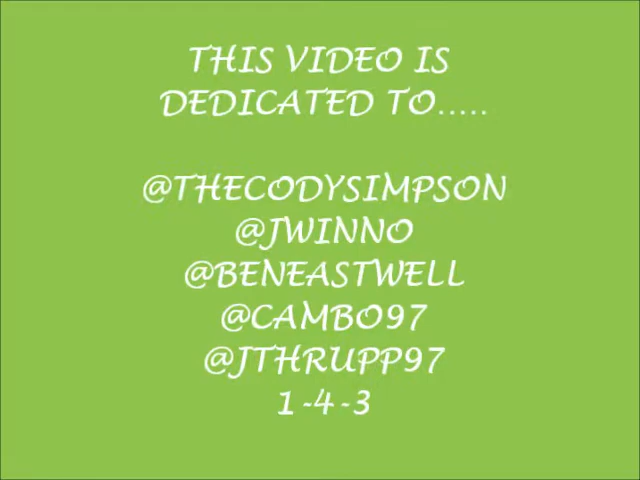 THIS VIDEO IS
DEDICATED TO.....
@THECODYSIMPSON
@JWINNO
@BENEASTWELL
@CAMBO97
@JTHRUPP97
1-4-3